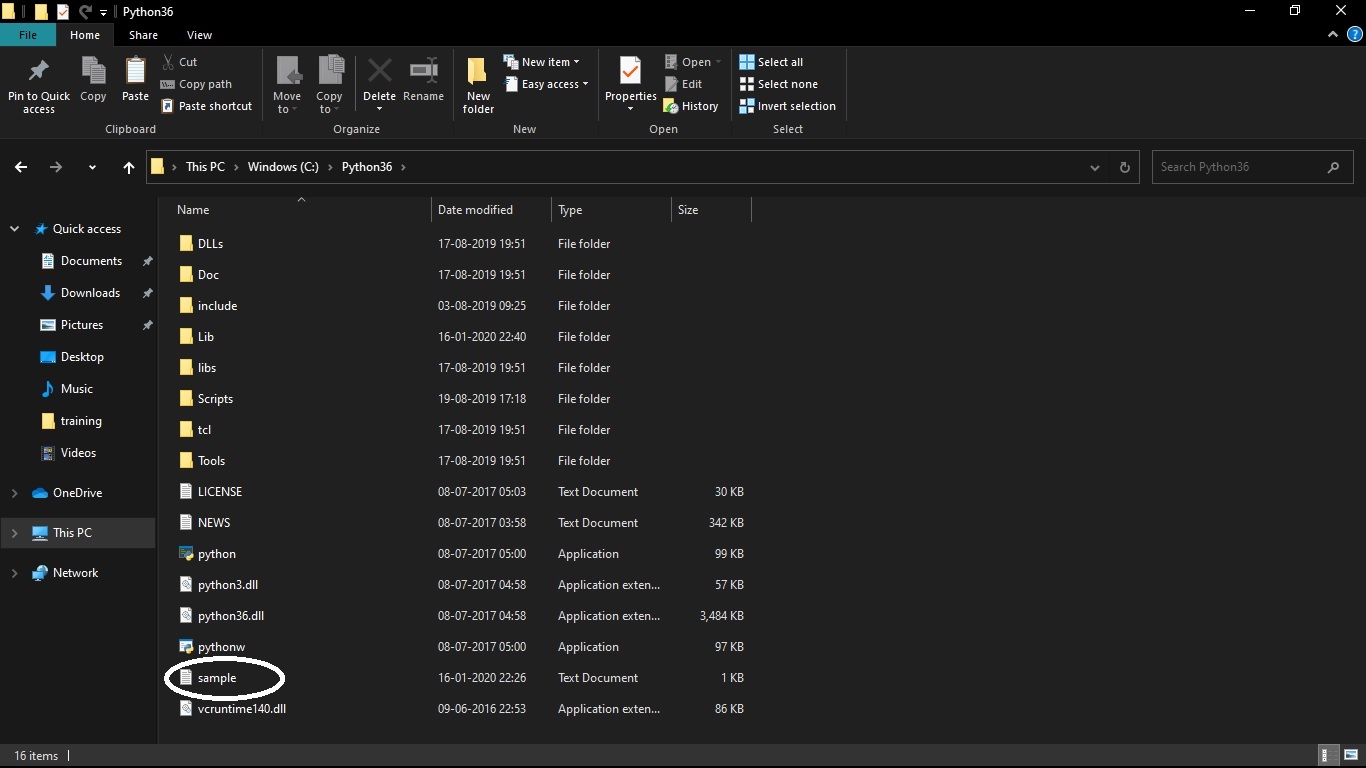 Python36
File Home Share View
Pin to Quick access
Copy
Paste
Cut
Copy path
Paste shortcut
Clipboard
Move to
Copy to
Delete
Rename
Organize
New folder
New item
Easy access
New
Properties
Open
Edit
History
Open
Select all
Select none
Invert selection
Select
This PC > Windows (C:) > Python36 >
Search Python36
Name Date modified Type Size
Quick access
Documents
Downloads
Pictures
Desktop
Music
training
Videos
OneDrive
This PC
Network
DLLs 17-08-2019 19:51 File folder
Doc 17-08-2019 19:51 File folder
include 03-08-2019 09:25 File folder
Lib 16-01-2020 22:40 File folder
libs 17-08-2019 19:51 File folder
Scripts 19-08-2019 17:18 File folder
tcl 17-08-2019 19:51 File folder
Tools 17-08-2019 19:51 File folder
LICENSE 08-07-2017 05:03 Text Document 30 KB
NEWS 08-07-2017 03:58 Text Document 342 KB
python 08-07-2017 05:00 Application 99 KB
python3.dll 08-07-2017 04:58 Application exten... 57 KB
python36.dll 08-07-2017 04:58 Application exten... 3,484 KB
pythonw 08-07-2017 05:00 Application 97 KB
sample 16-01-2020 22:26 Text Document 1 KB
vcruntime140.dll 09-06-2016 22:53 Application exten... 86 KB
16 items